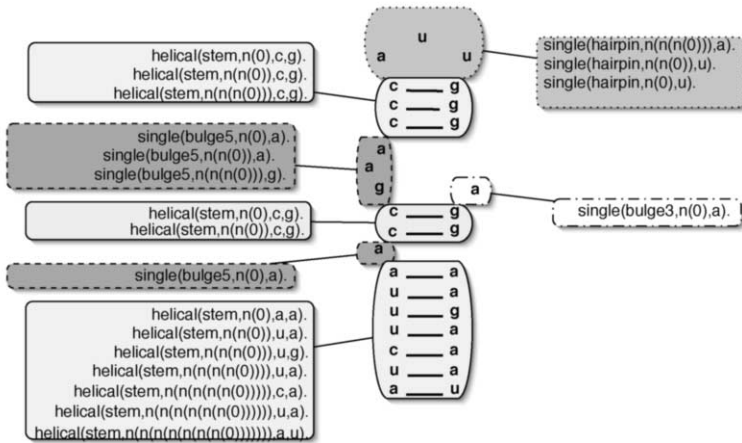 helical(stem,n(0),c,g).
helical(stem,n(n(0)),c,g).
helical(stem,n(n(n(0))),c,g).
u
a u
c g
c g
c g
single(hairpin,n(n(n(0))),a).
single(hairpin,n(n(0)),u).
single(hairpin,n(0),u).
single(bulge5,n(0),a).
single(bulge5,n(n(0)),a).
single(bulge5,n(n(n(0))),g).
a
a
g
a
single(bulge3,n(0),a).
helical(stem,n(0),c,g).
helical(stem,n(n(0)),c,g).
c g
c g
single(bulge5,n(0),a).
a
helical(stem,n(0),a,a).
helical(stem,n(n(0)),u,a).
helical(stem,n(n(n(0))),u,g).
helical(stem,n(n(n(n(0)))),u,a).
helical(stem,n(n(n(n(n(0))))),c,a).
helical(stem,n(n(n(n(n(n(0)))))),u,a).
helical(stem,n(n(n(n(n(n(n(0))))))),a,u).
a a
u a
u g
u a
c a
u a
a u